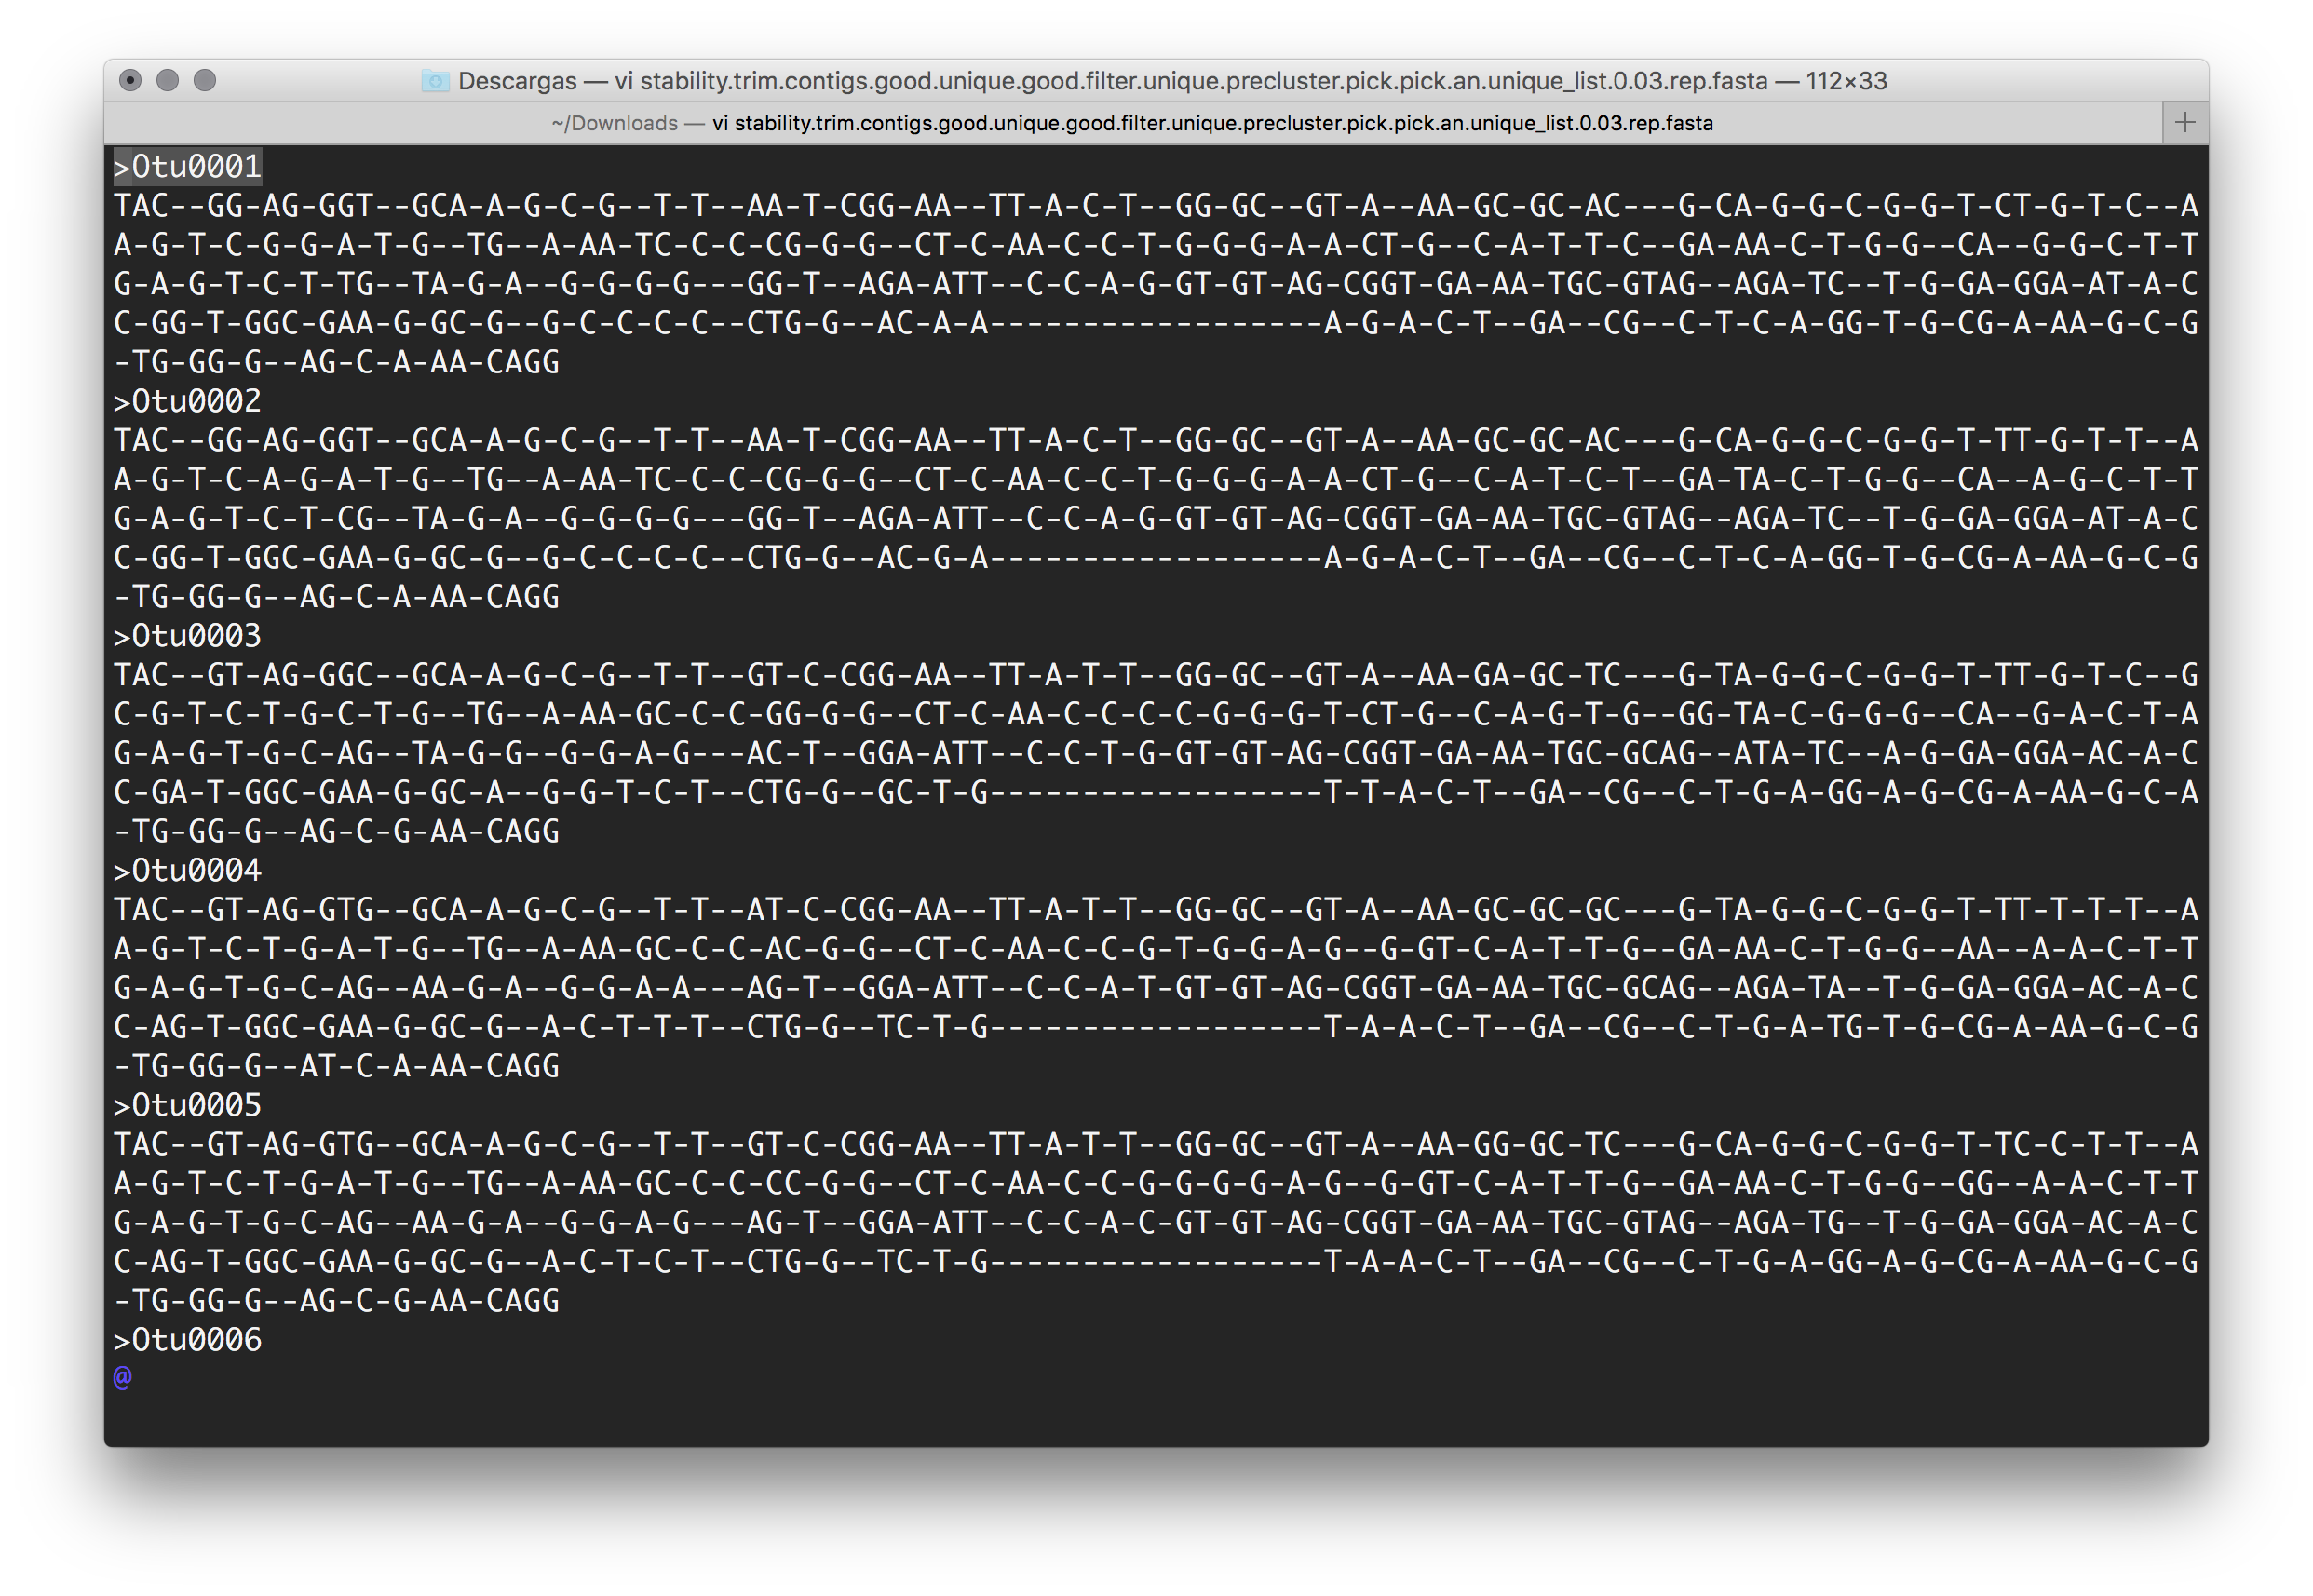 Descargas — vi stability.trim.contigs.good.unique.good.filter.unique.precluster.pick.pick.an.unique_list.0.03.rep.fasta — 112×33
~/Downloads — vi stability.trim.contigs.good.unique.good.filter.unique.precluster.pick.pick.an.unique_list.0.03.rep.fasta
>Otu0001
TAC--GG-AG-GGT--GCA-A-G-C-G--T-T--AA-T-CGG-AA--TT-A-C-T--GG-GC--GT-A--AA-GC-GC-AC---G-CA-G-G-C-G-G-T-CT-G-T-C--A
A-G-T-C-G-G-A-T-G--TG--A-AA-TC-C-C-CG-G-G--CT-C-AA-C-C-T-G-G-G-A-A-CT-G--C-A-T-T-C--GA-AA-C-T-G-G--CA--G-G-C-T-T
G-A-G-T-C-T-TG--TA-G-A--G-G-G-G---GG-T--AGA-ATT--C-C-A-G-GT-GT-AG-CGGT-GA-AA-TGC-GTAG--AGA-TC--T-G-GA-GGA-AT-A-C
C-GG-T-GGC-GAA-G-GC-G--G-C-C-C-C--CTG-G--AC-A-A------------------A-G-A-C-T--GA--CG--C-T-C-A-GG-T-G-CG-A-AA-G-C-G
-TG-GG-G--AG-C-A-AA-CAGG
>Otu0002
TAC--GG-AG-GGT--GCA-A-G-C-G--T-T--AA-T-CGG-AA--TT-A-C-T--GG-GC--GT-A--AA-GC-GC-AC---G-CA-G-G-C-G-G-T-TT-G-T-T--A
A-G-T-C-A-G-A-T-G--TG--A-AA-TC-C-C-CG-G-G--CT-C-AA-C-C-T-G-G-G-A-A-CT-G--C-A-T-C-T--GA-TA-C-T-G-G--CA--A-G-C-T-T
G-A-G-T-C-T-CG--TA-G-A--G-G-G-G---GG-T--AGA-ATT--C-C-A-G-GT-GT-AG-CGGT-GA-AA-TGC-GTAG--AGA-TC--T-G-GA-GGA-AT-A-C
C-GG-T-GGC-GAA-G-GC-G--G-C-C-C-C--CTG-G--AC-G-A------------------A-G-A-C-T--GA--CG--C-T-C-A-GG-T-G-CG-A-AA-G-C-G
-TG-GG-G--AG-C-A-AA-CAGG
>Otu0003
TAC--GT-AG-GGC--GCA-A-G-C-G--T-T--GT-C-CGG-AA--TT-A-T-T--GG-GC--GT-A--AA-GA-GC-TC---G-TA-G-G-C-G-G-T-TT-G-T-C--G
C-G-T-C-T-G-C-T-G--TG--A-AA-GC-C-C-GG-G-G--CT-C-AA-C-C-C-C-G-G-G-T-CT-G--C-A-G-T-G--GG-TA-C-G-G-G--CA--G-A-C-T-A
G-A-G-T-G-C-AG--TA-G-G--G-G-A-G---AC-T--GGA-ATT--C-C-T-G-GT-GT-AG-CGGT-GA-AA-TGC-GCAG--ATA-TC--A-G-GA-GGA-AC-A-C
C-GA-T-GGC-GAA-G-GC-A--G-G-T-C-T--CTG-G--GC-T-G------------------T-T-A-C-T--GA--CG--C-T-G-A-GG-A-G-CG-A-AA-G-C-A
-TG-GG-G--AG-C-G-AA-CAGG
>Otu0004
TAC--GT-AG-GTG--GCA-A-G-C-G--T-T--AT-C-CGG-AA--TT-A-T-T--GG-GC--GT-A--AA-GC-GC-GC---G-TA-G-G-C-G-G-T-TT-T-T-T--A
A-G-T-C-T-G-A-T-G--TG--A-AA-GC-C-C-AC-G-G--CT-C-AA-C-C-G-T-G-G-A-G--G-GT-C-A-T-T-G--GA-AA-C-T-G-G--AA--A-A-C-T-T
G-A-G-T-G-C-AG--AA-G-A--G-G-A-A---AG-T--GGA-ATT--C-C-A-T-GT-GT-AG-CGGT-GA-AA-TGC-GCAG--AGA-TA--T-G-GA-GGA-AC-A-C
C-AG-T-GGC-GAA-G-GC-G--A-C-T-T-T--CTG-G--TC-T-G------------------T-A-A-C-T--GA--CG--C-T-G-A-TG-T-G-CG-A-AA-G-C-G
-TG-GG-G--AT-C-A-AA-CAGG
>Otu0005
TAC--GT-AG-GTG--GCA-A-G-C-G--T-T--GT-C-CGG-AA--TT-A-T-T--GG-GC--GT-A--AA-GG-GC-TC---G-CA-G-G-C-G-G-T-TC-C-T-T--A
A-G-T-C-T-G-A-T-G--TG--A-AA-GC-C-C-CC-G-G--CT-C-AA-C-C-G-G-G-G-A-G--G-GT-C-A-T-T-G--GA-AA-C-T-G-G--GG--A-A-C-T-T
G-A-G-T-G-C-AG--AA-G-A--G-G-A-G---AG-T--GGA-ATT--C-C-A-C-GT-GT-AG-CGGT-GA-AA-TGC-GTAG--AGA-TG--T-G-GA-GGA-AC-A-C
C-AG-T-GGC-GAA-G-GC-G--A-C-T-C-T--CTG-G--TC-T-G------------------T-A-A-C-T--GA--CG--C-T-G-A-GG-A-G-CG-A-AA-G-C-G
-TG-GG-G--AG-C-G-AA-CAGG
>Otu0006
@